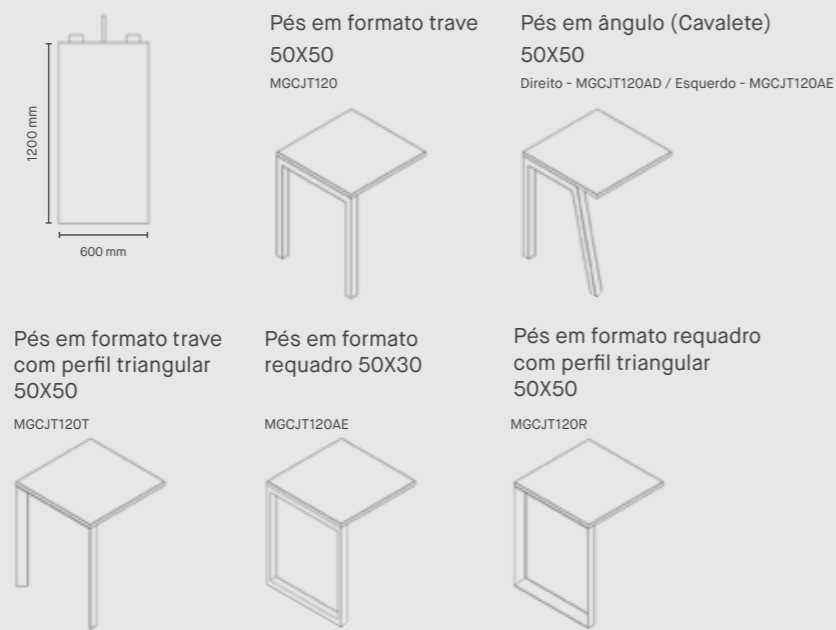 1200 mm
600 mm
Pés em formato trave
50X50
MGCJT120
Pés em ângulo (Cavalete)
50X50
Direito - MGCJT120AD / Esquerdo - MGCJT120AE
Pés em formato trave
com perfil triangular
50X50
MGCJT120T
Pés em formato
requadro 50X30
MGCJT120AE
Pés em formato requadro
com perfil triangular
50X50
MGCJT120R